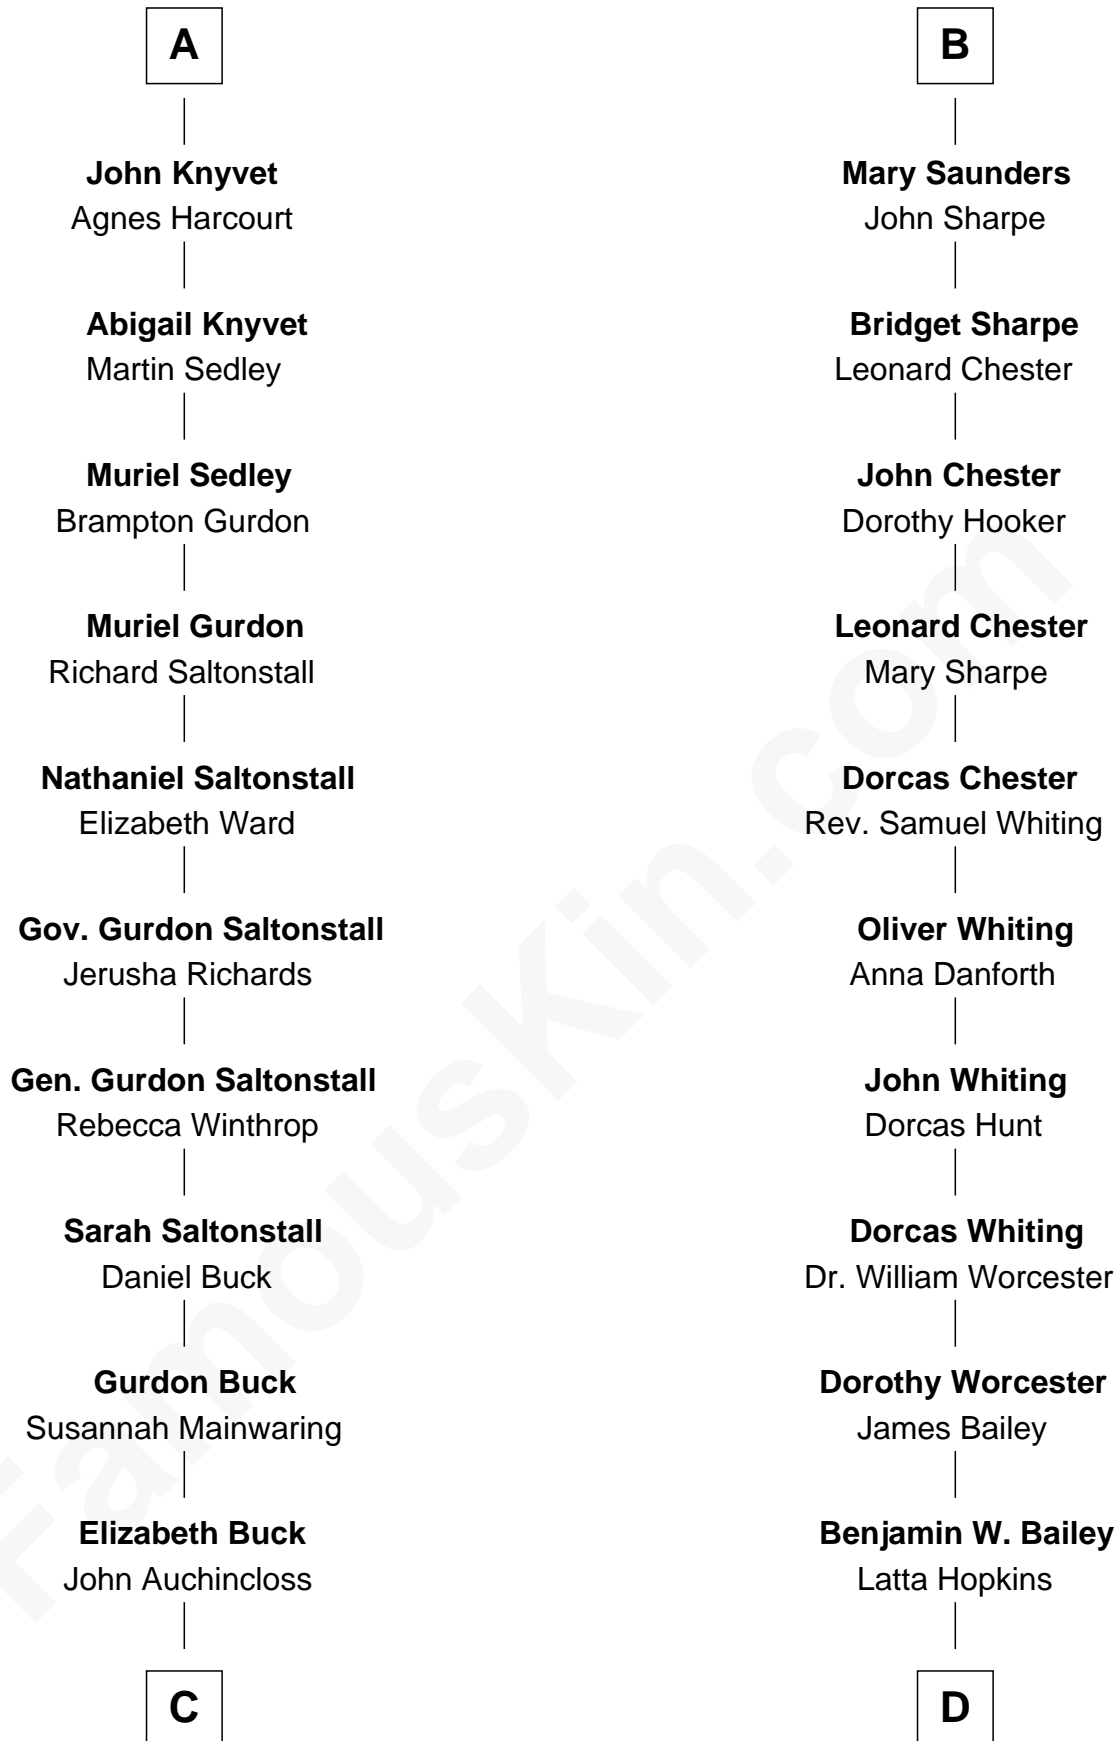 A
John Knyvet
Agnes Harcourt
Abigail Knyvet
Martin Sedley
Muriel Sedley
Brampton Gurdon
Muriel Gurdon
Richard Saltonstall
Nathaniel Saltonstall
Elizabeth Ward
Gov. Gurdon Saltonstall
Jerusha Richards
Gen. Gurdon Saltonstall
Rebecca Winthrop
Sarah Saltonstall
Daniel Buck
Gurdon Buck
Susannah Mainwaring
Elizabeth Buck
John Auchincloss
C
B
Mary Saunders
John Sharpe
Bridget Sharpe
Leonard Chester
John Chester
Dorothy Hooker
Leonard Chester
Mary Sharpe
Dorcas Chester
Rev. Samuel Whiting
Oliver Whiting
Anna Danforth
John Whiting
Dorcas Hunt
Dorcas Whiting
Dr. William Worcester
Dorothy Worcester
James Bailey
Benjamin W. Bailey
Latta Hopkins
D
FamousKin.com